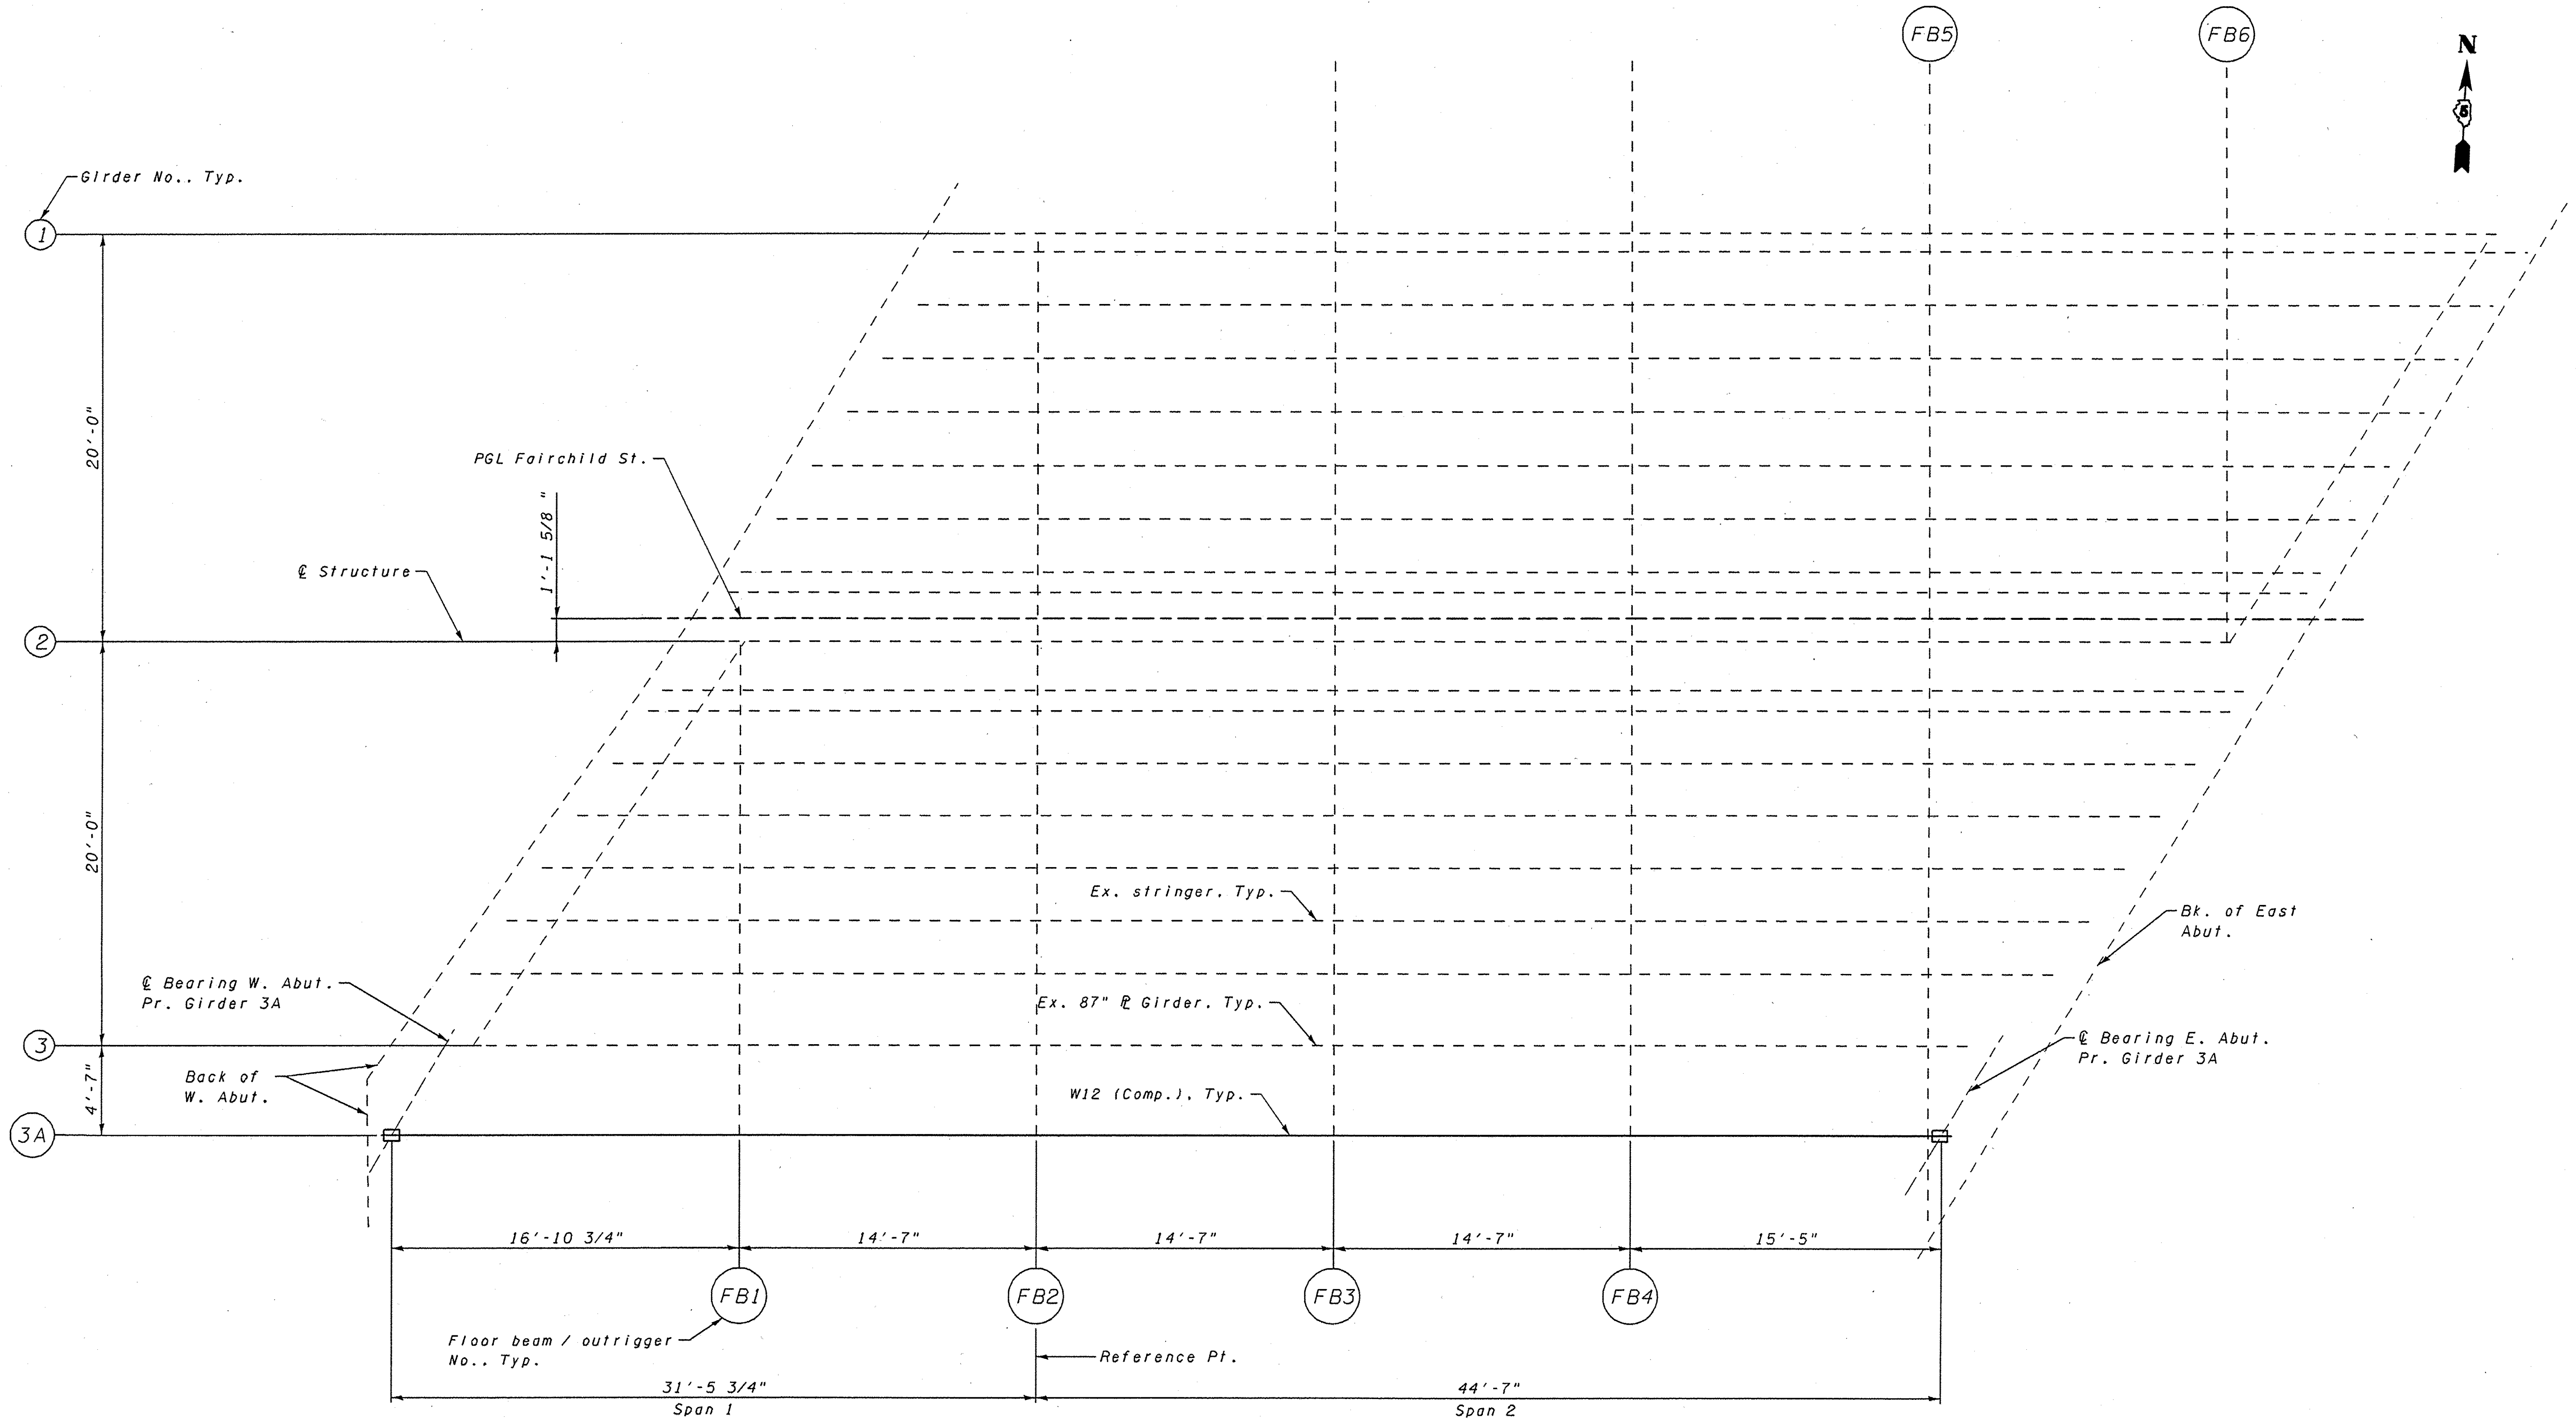 FB5
FB6
N
5
Girder No., Typ.
1
20'-0"
PGL Fairchild St.
1'-1 5/8 "
℄ Structure
2
20'-0"
Ex. stringer, Typ.
Bk. of East
Abut.
℄ Bearing W. Abut.
Pr. Girder 3A
Ex. 87" ℙL Girder, Typ.
3
℄ Bearing E. Abut.
Pr. Girder 3A
Back of
W. Abut.
4'-7"
W12 (Comp.), Typ.
3A
16'-10 3/4"
14'-7"
14'-7"
14'-7"
15'-5"
FB1
FB2
FB3
FB4
Floor beam / outrigger
No., Typ.
Reference Pt.
31'-5 3/4"
44'-7"
Span 1
Span 2